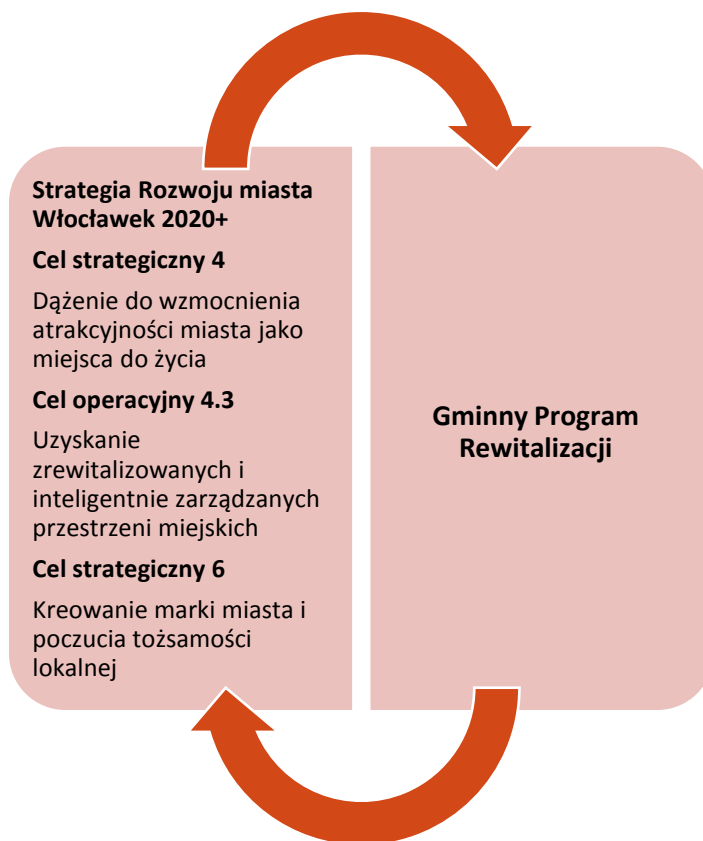 Strategia Rozwoju miasta
Włocławek 2020+
Cel strategiczny 4
Dążenie do wzmocnienia
atrakcyjności miasta jako
miejsca do życia
Cel operacyjny 4.3
Uzyskanie
zrewitalizowanych i
inteligentnie zarządzanych
przestrzeni miejskich
Cel strategiczny 6
Kreowanie marki miasta i
poczucia tożsamości
lokalnej
Gminny Program
Rewitalizacji